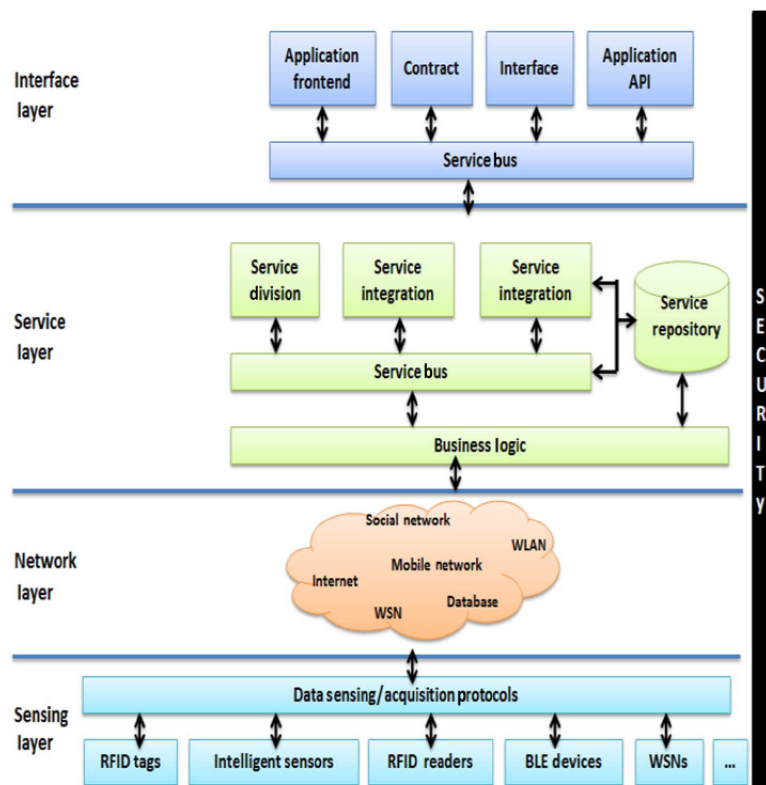 Application
frontend
Contract
Interface
Application
API
Interface
layer
Service bus
Service
division
Service
integration
Service
integration
Service
repository
Service
layer
Service bus
Business logic
Social network
WLAN
Mobile network
Internet
Database
WSN
Network
layer
Data sensing/acquisition protocols
Sensing
layer
RFID tags
Intelligent sensors
RFID readers
BLE devices
WSNs
...
S
E
C
U
R
I
T
y